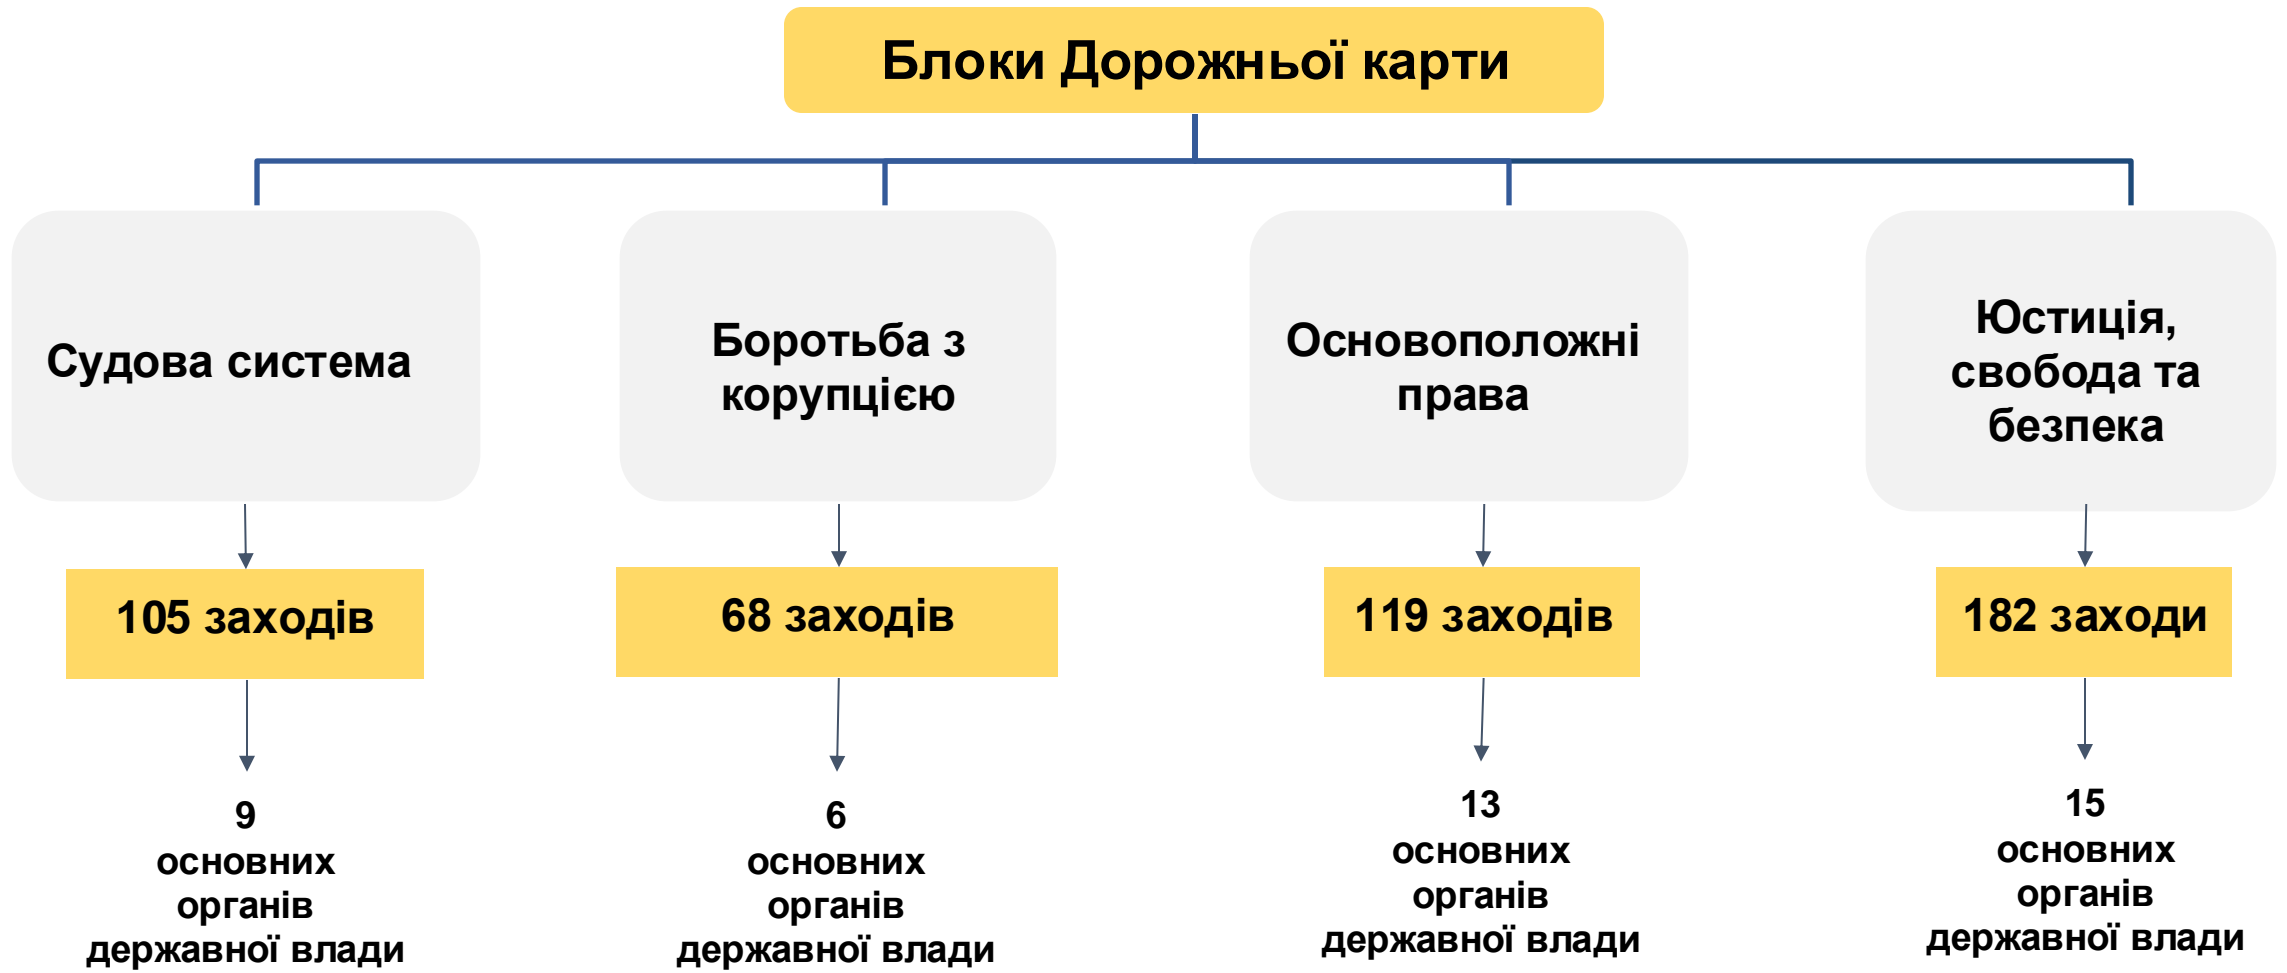 Блоки Дорожньої карти
Судова система
105 заходів
9
основних
органів
державної влади
Боротьба з
корупцією
68 заходів
6
основних
органів
державної влади
Основоположні
права
119 заходів
13
основних
органів
державної влади
Юстиція,
свобода та
безпека
182 заходи
15
основних
органів
державної влади